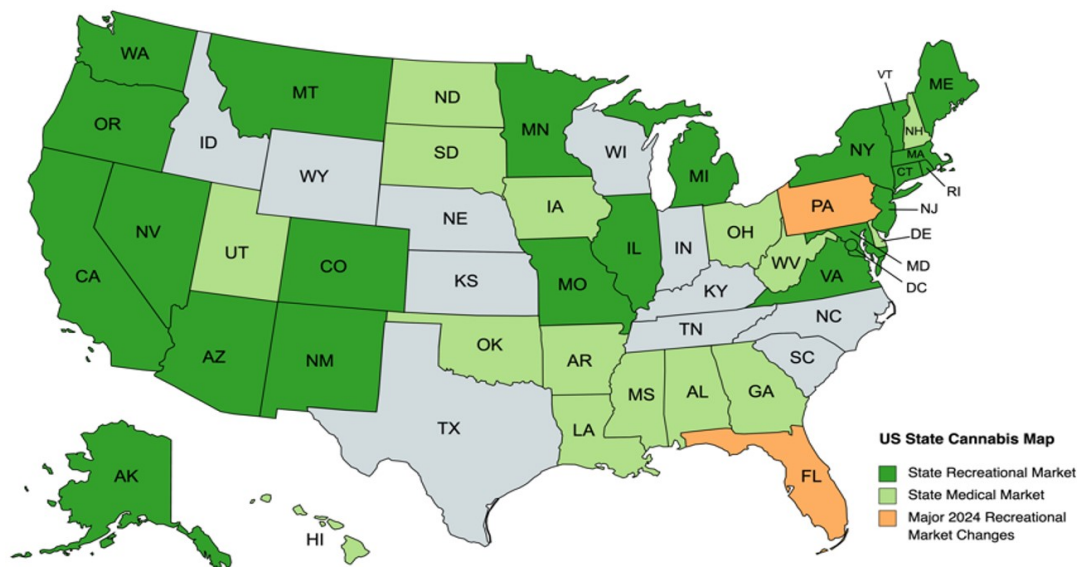 WA
MT
ND
MN
ME
VT
OR
ID
SD
WI
MI
NY
NH
MA
CT
RI
WY
IA
PA
NJ
NV
NE
IL
IN
OH
DE
UT
CO
WV
VA
MD
DC
CA
KS
MO
KY
NC
TN
AZ
NM
OK
AR
SC
MS
AL
GA
TX
LA
FL
AK
HI
US State Cannabis Map
State Recreational Market
State Medical Market
Major 2024 Recreational
Market Changes